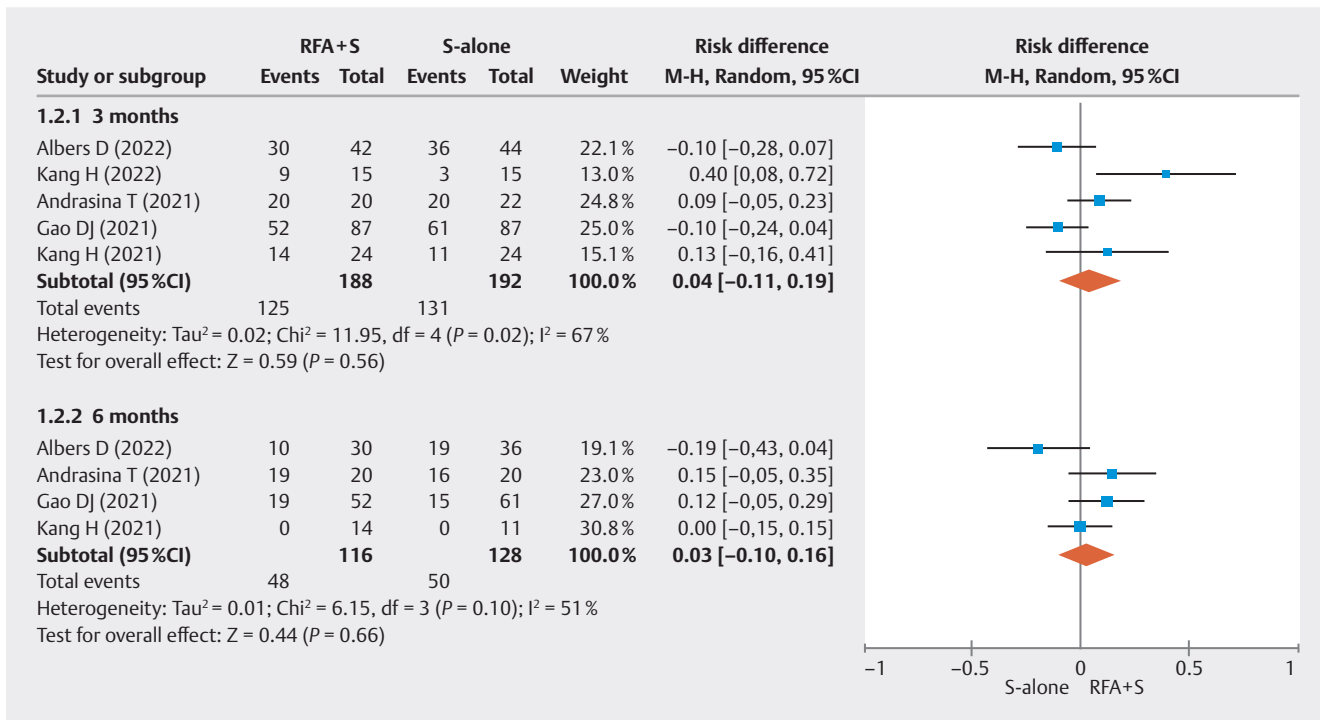 RFA+S S-alone Risk difference Risk difference
Study or subgroup Events Total Events Total Weight M-H, Random, 95 %CI M-H, Random, 95 %CI
1.2.1 3 months
Albers D (2022) 30 42 36 44 22.1 % −0.10 [−0,28, 0.07]
Kang H (2022) 9 15 3 15 13.0 % 0.40 [0,08, 0.72]
Andrasina T (2021) 20 20 20 22 24.8 % 0.09 [−0,05, 0.23]
Gao DJ (2021) 52 87 61 87 25.0 % −0.10 [−0,24, 0.04]
Kang H (2021) 14 24 11 24 15.1 % 0.13 [−0,16, 0.41]
Subtotal (95 %CI) 188 192 100.0 % 0.04 [−0.11, 0.19]
Total events 125 131
Heterogeneity: Tau² = 0.02; Chi² = 11.95, df = 4 (P = 0.02); I² = 67 %
Test for overall effect: Z = 0.59 (P = 0.56)
1.2.2 6 months
Albers D (2022) 10 30 19 36 19.1 % −0.19 [−0,43, 0.04]
Andrasina T (2021) 19 20 16 20 23.0 % 0.15 [−0,05, 0.35]
Gao DJ (2021) 19 52 15 61 27.0 % 0.12 [−0,05, 0.29]
Kang H (2021) 0 14 0 11 30.8 % 0.00 [−0,15, 0.15]
Subtotal (95 %CI) 116 128 100.0 % 0.03 [−0.10, 0.16]
Total events 48 50
Heterogeneity: Tau² = 0.01; Chi² = 6.15, df = 3 (P = 0.10); I² = 51 %
Test for overall effect: Z = 0.44 (P = 0.66)
−1 −0.5 0 0.5 1
S-alone RFA+S